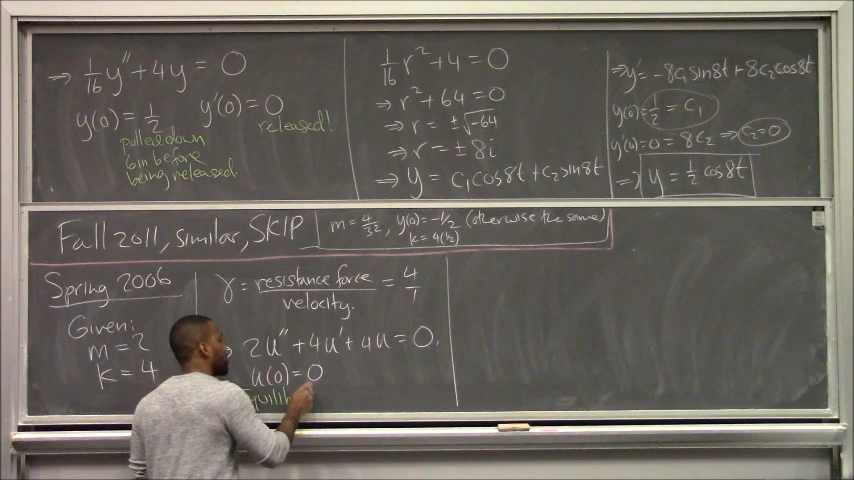 ⇒ 1/16 y'' + 4y = 0
y(0) = 1/2 y'(0) = 0
pulled down
6in before
being released.
released!
1/16 r² + 4 = 0
⇒ r² + 64 = 0
⇒ r = ±√-64
⇒ r = ±8i
⇒ y = c₁cos8t + c₂sin8t
⇒ y' = -8c₁sin8t + 8c₂cos8t
y(0) = 1/2 = c₁
y'(0) = 0 = 8c₂ ⇒ c₂=0
⇒ y = 1/2 cos8t
Fall 2011, similar, SKIP
m = 4/32, y(0) = -1/2 (otherwise the same)
k = 4(1/2)
Spring 2006
Given:
m = 2
k = 4
γ = resistance force / velocity. = 4/1
2u'' + 4u' + 4u = 0.
u(0) = 0